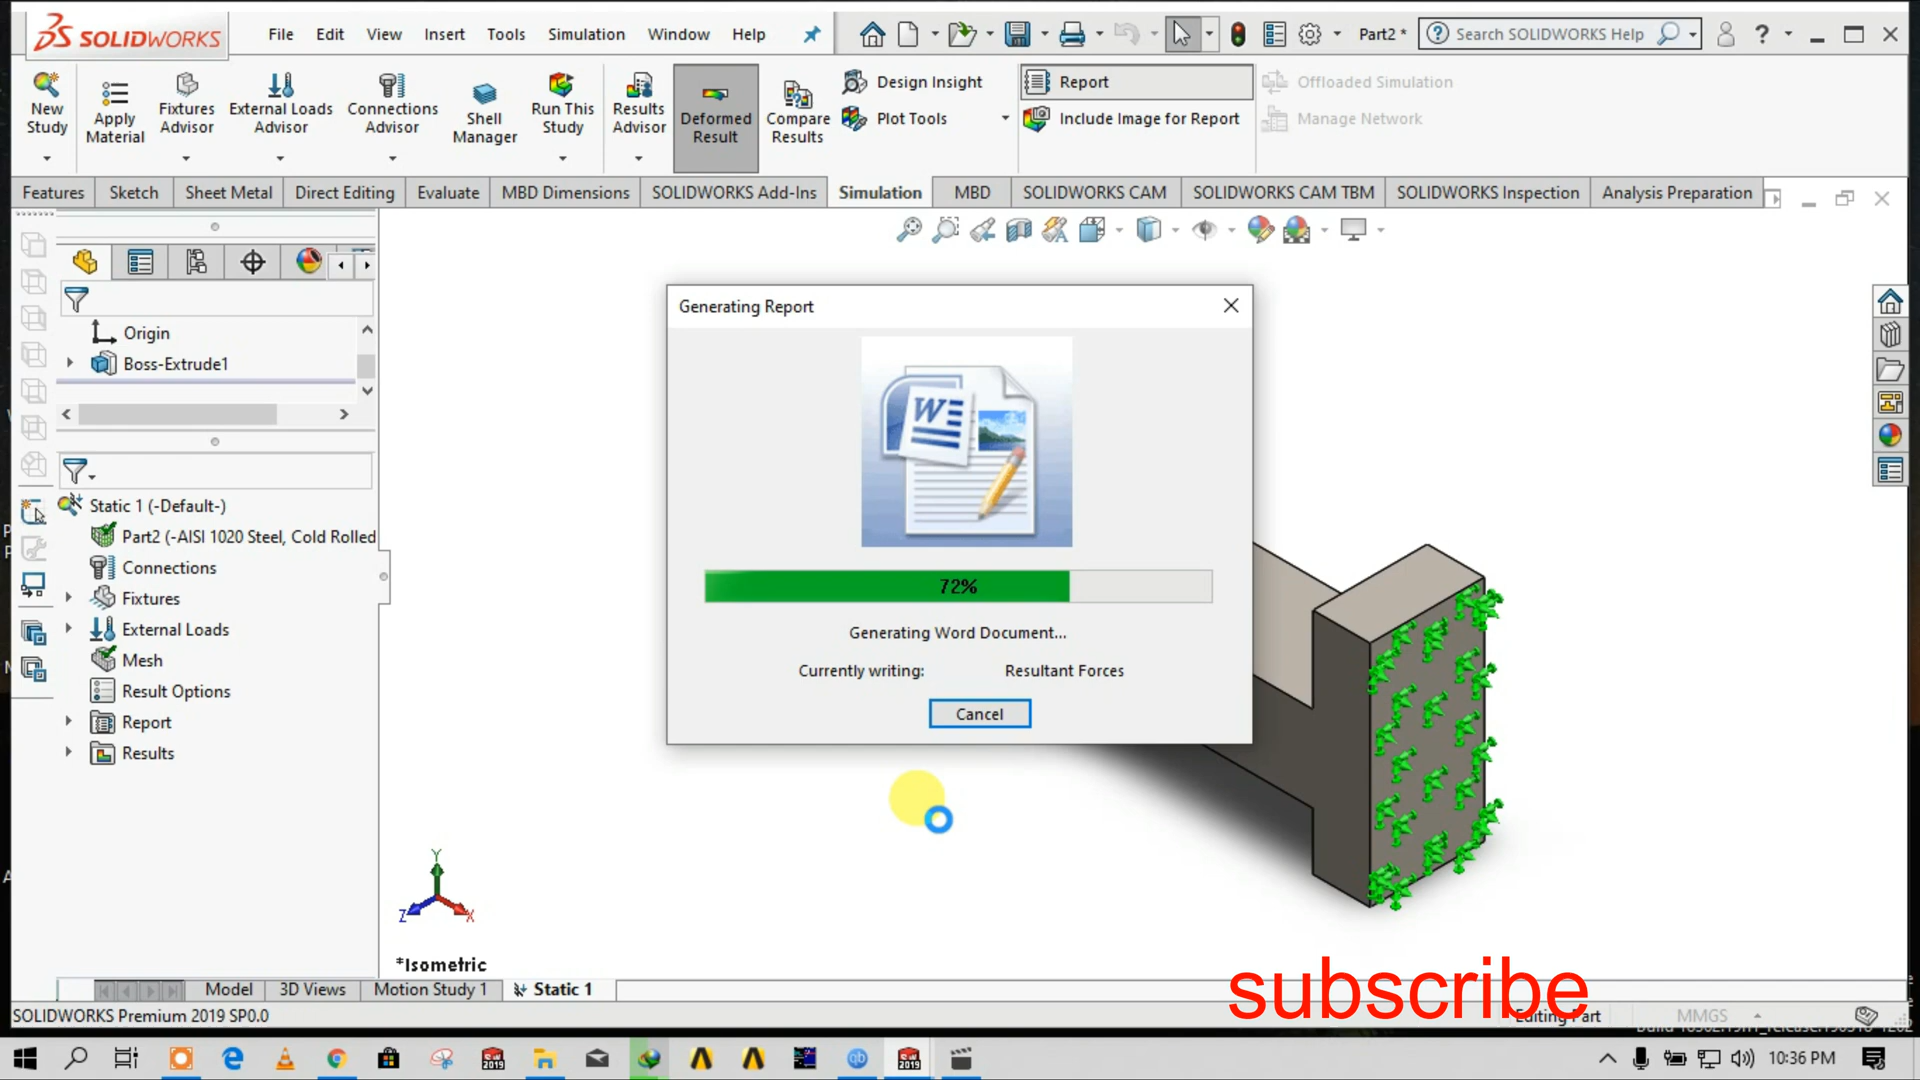 SOLIDWORKS File Edit View Insert Tools Simulation Window Help Part2 * Search SOLIDWORKS Help ?
New Study
Apply Material
Fixtures Advisor
External Loads Advisor
Connections Advisor
Shell Manager
Run This Study
Results Advisor
Deformed Result
Compare Results
Design Insight
Plot Tools
Report
Include Image for Report
Offloaded Simulation
Manage Network
Features Sketch Sheet Metal Direct Editing Evaluate MBD Dimensions SOLIDWORKS Add-Ins Simulation MBD SOLIDWORKS CAM SOLIDWORKS CAM TBM SOLIDWORKS Inspection Analysis Preparation
Origin
Boss-Extrude1
Static 1 (-Default-)
Part2 (-AISI 1020 Steel, Cold Rolled
Connections
Fixtures
External Loads
Mesh
Result Options
Report
Results
Generating Report
W
72%
Generating Word Document...
Currently writing: Resultant Forces
Cancel
Y
Z X
*Isometric
subscribe
Model 3D Views Motion Study 1 Static 1
SOLIDWORKS Premium 2019 SP0.0 Editing Part MMGS
10:36 PM